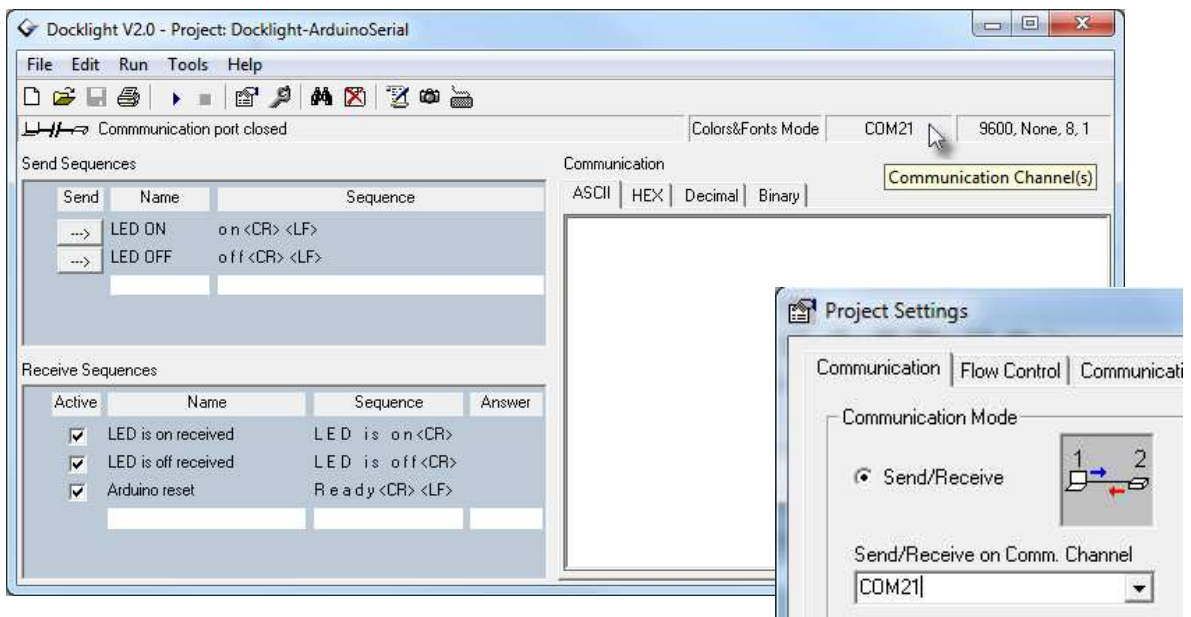 Docklight V2.0 - Project: Docklight-ArduinoSerial
File Edit Run Tools Help
Commmunication port closed
Colors&Fonts Mode COM21 9600, None, 8, 1
Communication Channel(s)
Send Sequences
Send Name Sequence
---> LED ON on<CR><LF>
---> LED OFF off<CR><LF>
Receive Sequences
Active Name Sequence Answer
LED is on received LED is on<CR>
LED is off received LED is off<CR>
Arduino reset Ready<CR><LF>
Communication
ASCII HEX Decimal Binary
Project Settings
Communication Flow Control Communicati
Communication Mode
Send/Receive
1 2
Send/Receive on Comm. Channel
COM21